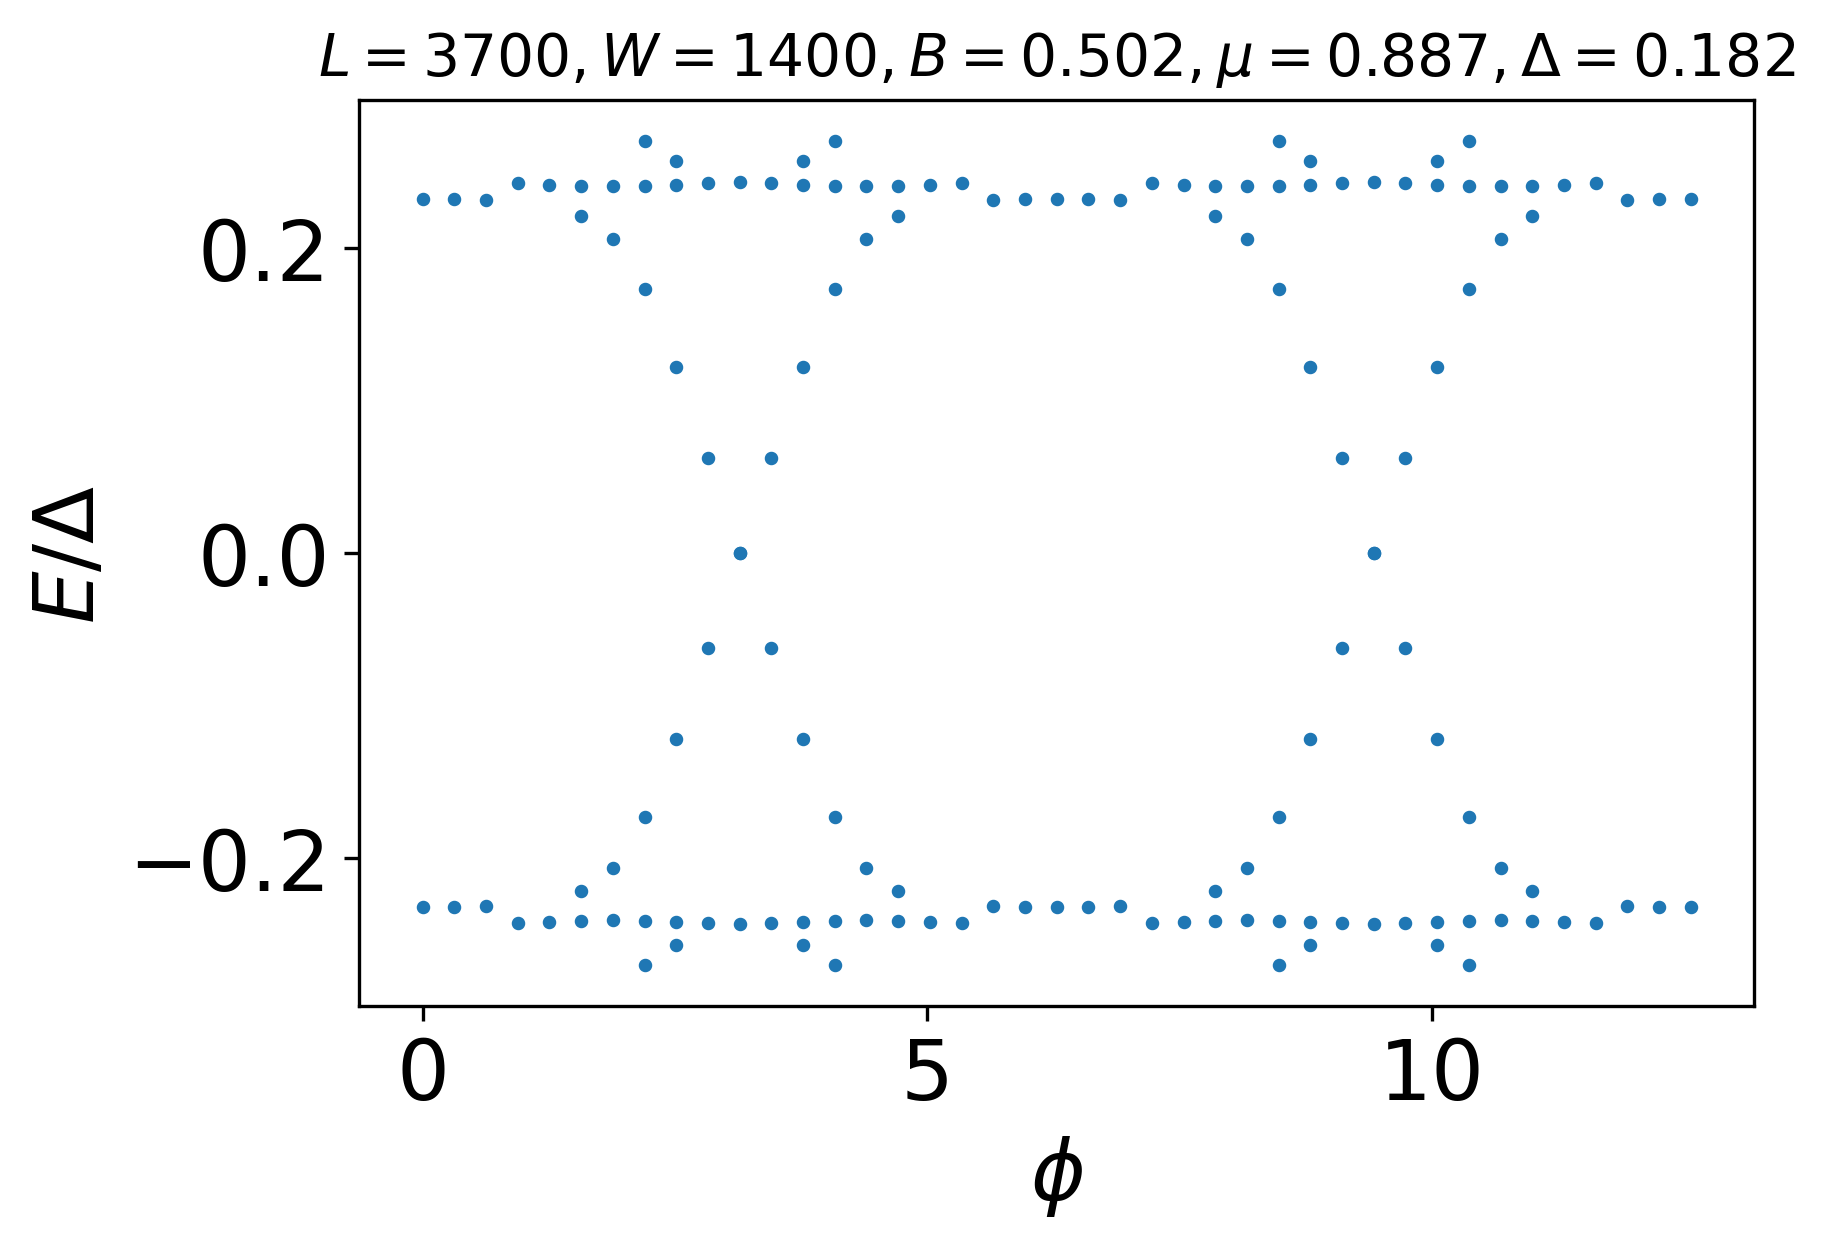 L = 3700, W = 1400, B = 0.502, μ = 0.887, Δ = 0.182
0.2
0.0
−0.2
E/Δ
0 5 10
ϕ